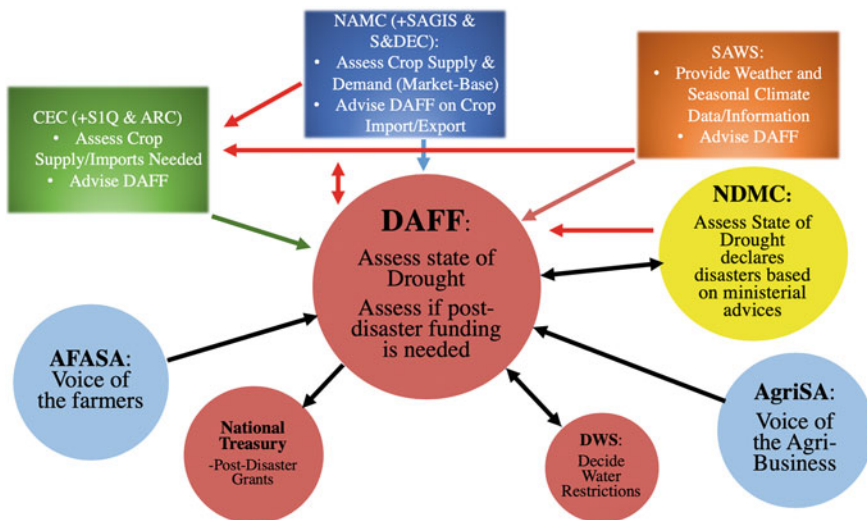 NAMC (+SAGIS &
S&DEC):
• Assess Crop Supply &
Demand (Market-Base)
• Advise DAFF on Crop
Import/Export
SAWS:
• Provide Weather and
Seasonal Climate
Data/Information
• Advise DAFF
CEC (+S1Q & ARC)
• Assess Crop
Supply/Imports Needed
• Advise DAFF
DAFF:
Assess state of
Drought
Assess if post-
disaster funding
is needed
NDMC:
Assess State of
Drought
declares
disasters based
on ministerial
advices
AFASA:
Voice of
the farmers
National
Treasury
-Post-Disaster
Grants
DWS:
Decide
Water
Restrictions
AgriSA:
Voice of
the Agri-
Business